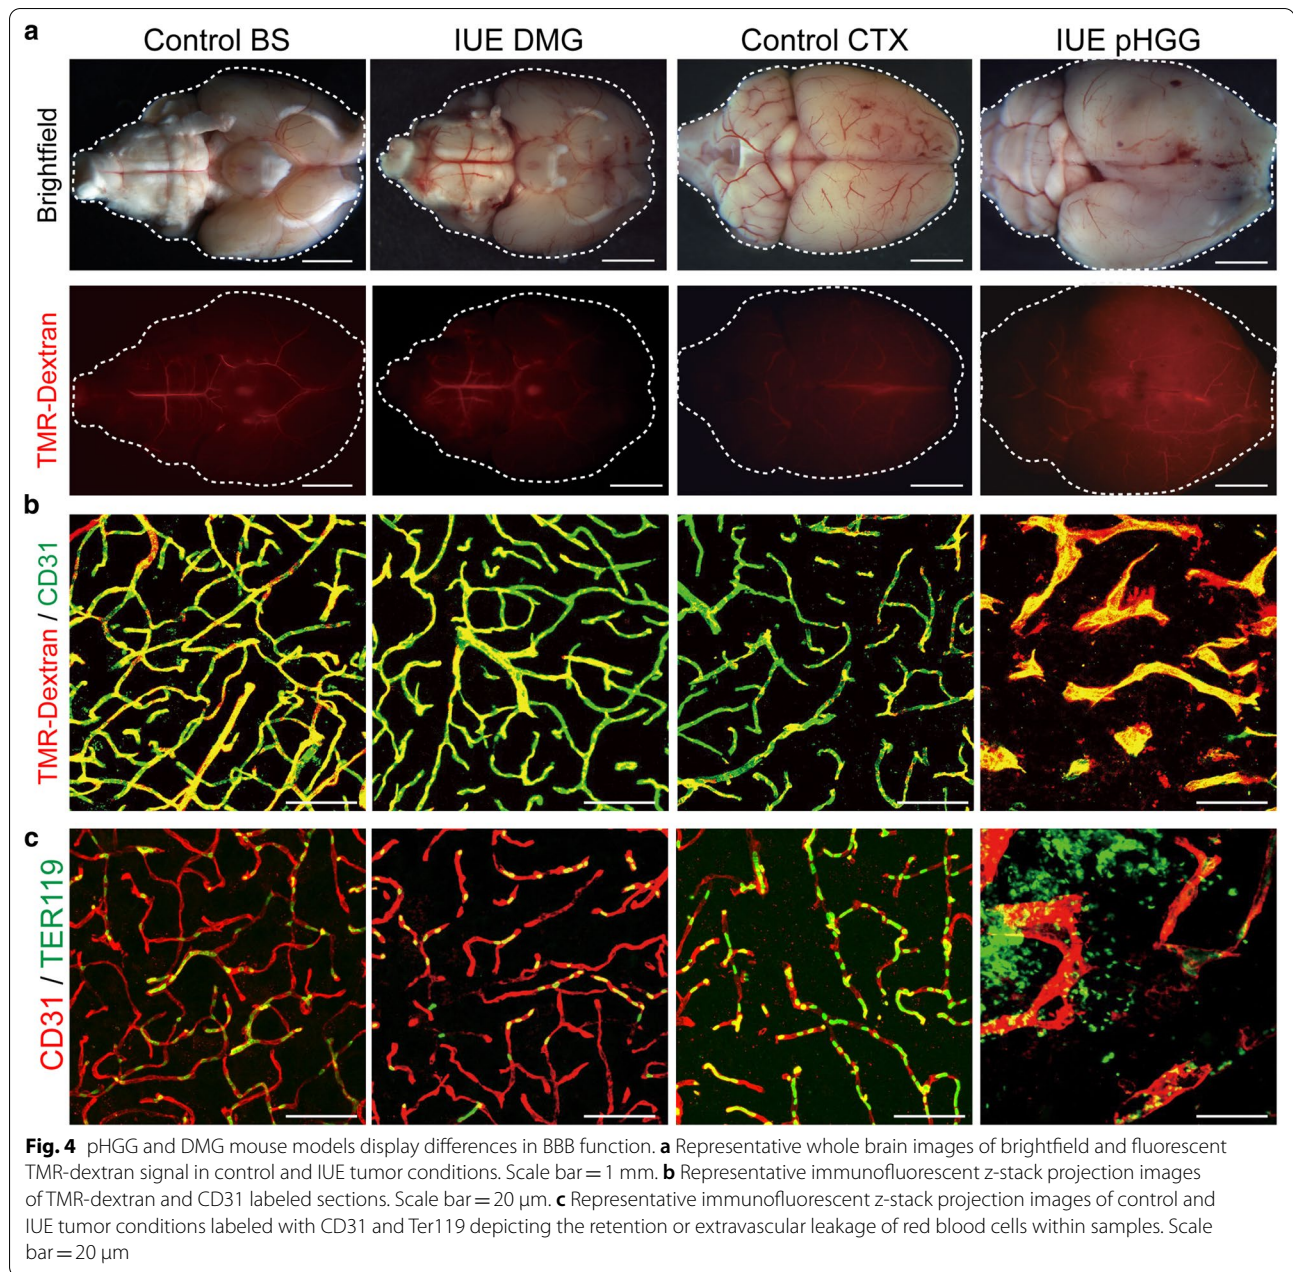 a
Control BS IUE DMG Control CTX IUE pHGG
Brightfield
TMR-Dextran
b
TMR-Dextran / CD31
c
CD31 / TER119
Fig. 4 pHGG and DMG mouse models display differences in BBB function. a Representative whole brain images of brightfield and fluorescent
TMR-dextran signal in control and IUE tumor conditions. Scale bar = 1 mm. b Representative immunofluorescent z-stack projection images
of TMR-dextran and CD31 labeled sections. Scale bar = 20 μm. c Representative immunofluorescent z-stack projection images of control and
IUE tumor conditions labeled with CD31 and Ter119 depicting the retention or extravascular leakage of red blood cells within samples. Scale
bar = 20 μm